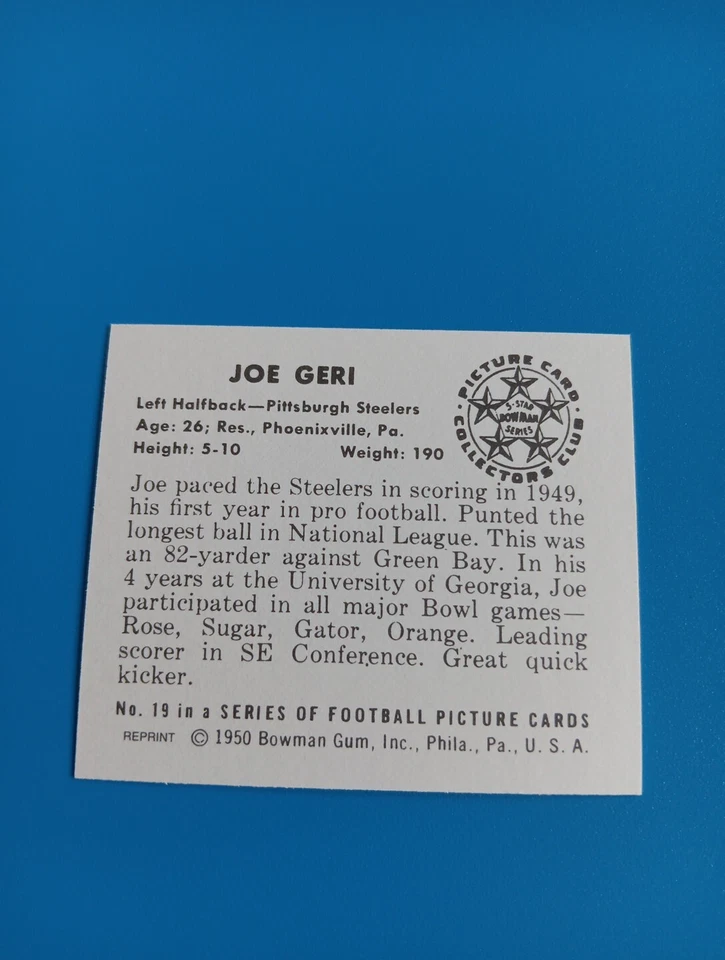 JOE GERI
Left Halfback—Pittsburgh Steelers
Age: 26; Res., Phoenixville, Pa.
Height: 5-10 Weight: 190
PICTURE CARD
COLLECTORS CLUB
5-STAR
BOWMAN
SERIES
Joe paced the Steelers in scoring in 1949,
his first year in pro football. Punted the
longest ball in National League. This was
an 82-yarder against Green Bay. In his
4 years at the University of Georgia, Joe
participated in all major Bowl games—
Rose, Sugar, Gator, Orange. Leading
scorer in SE Conference. Great quick
kicker.
No. 19 in a SERIES OF FOOTBALL PICTURE CARDS
REPRINT © 1950 Bowman Gum, Inc., Phila., Pa., U. S. A.